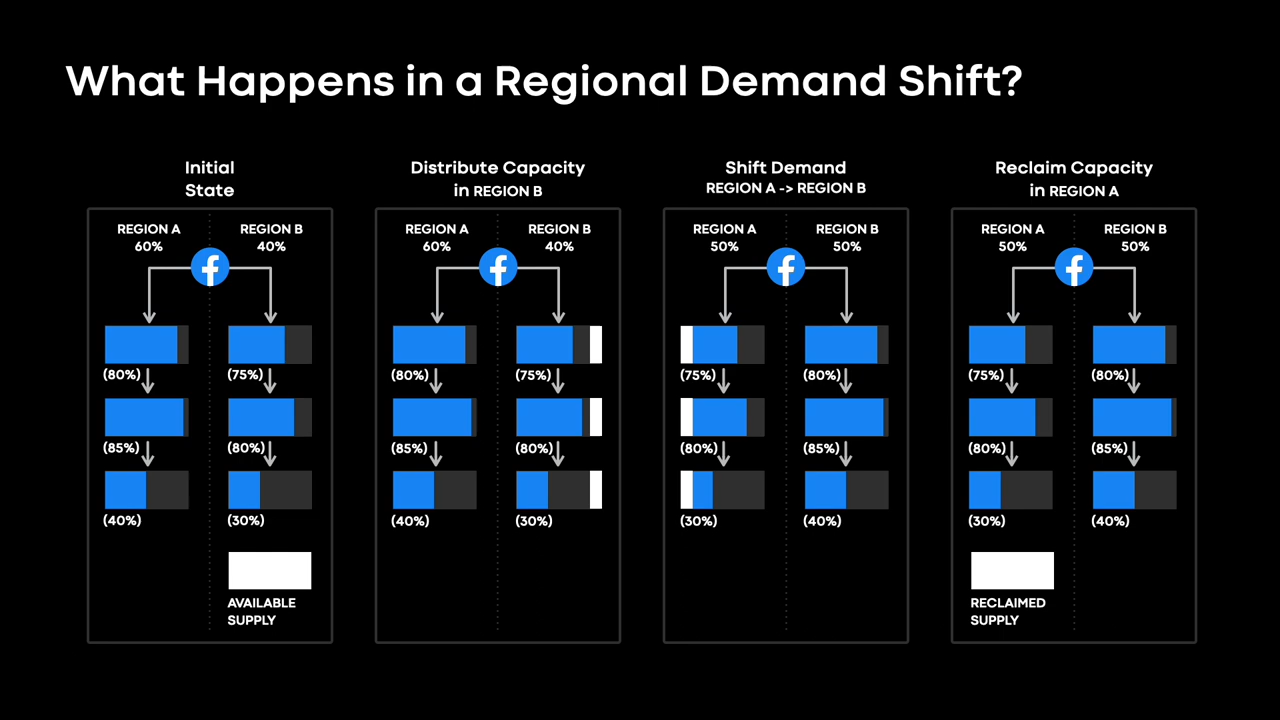 What Happens in a Regional Demand Shift?
Initial
State
REGION A
60%
REGION B
40%
(80%)
(75%)
(85%)
(80%)
(40%)
(30%)
AVAILABLE
SUPPLY
Distribute Capacity
in REGION B
REGION A
60%
REGION B
40%
(80%)
(75%)
(85%)
(80%)
(40%)
(30%)
Shift Demand
REGION A -> REGION B
REGION A
50%
REGION B
50%
(75%)
(80%)
(80%)
(85%)
(30%)
(40%)
Reclaim Capacity
in REGION A
REGION A
50%
REGION B
50%
(75%)
(80%)
(80%)
(85%)
(30%)
(40%)
RECLAIMED
SUPPLY